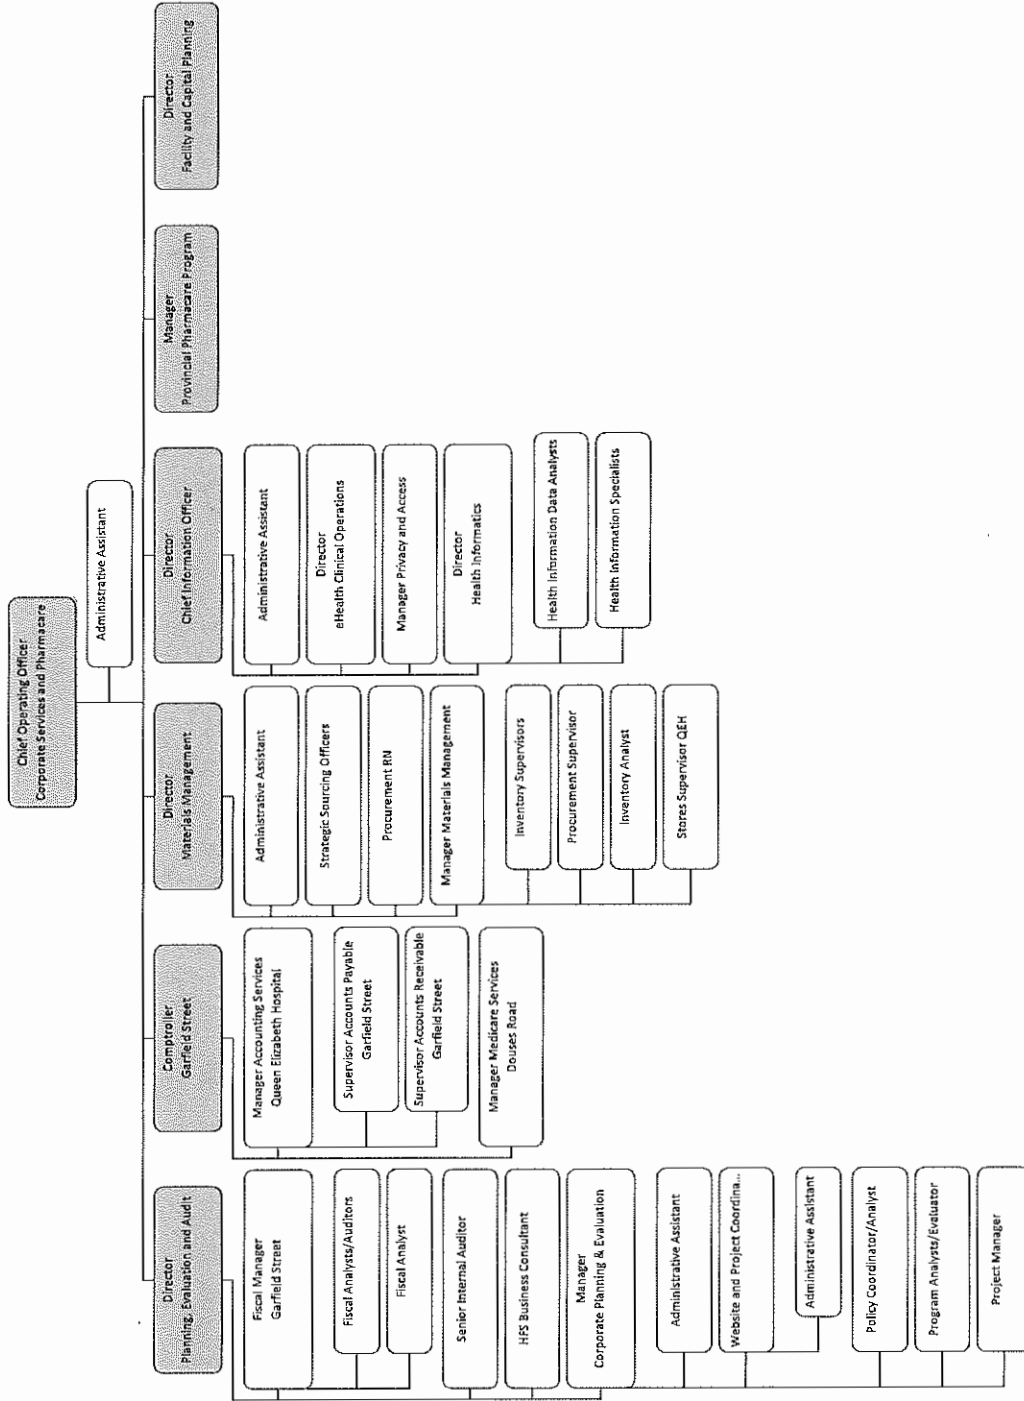 Chief Operating Officer
Corporate Services and Pharmacare
Administrative Assistant
Director
Planning, Evaluation and Audit
Fiscal Manager
Garfield Street
Fiscal Analysts/Auditors
Fiscal Analyst
Senior Internal Auditor
HFS Business Consultant
Manager
Corporate Planning & Evaluation
Administrative Assistant
Website and Project Coordina...
Administrative Assistant
Policy Coordinator/Analyst
Program Analysts/Evaluator
Project Manager
Comptroller
Garfield Street
Manager Accounting Services
Queen Elizabeth Hospital
Supervisor Accounts Payable
Garfield Street
Supervisor Accounts Receivable
Garfield Street
Manager Medicare Services
Douses Road
Director
Materials Management
Administrative Assistant
Strategic Sourcing Officers
Procurement RN
Manager Materials Management
Inventory Supervisors
Procurement Supervisor
Inventory Analyst
Stores Supervisor QEH
Director
Chief Information Officer
Administrative Assistant
Director
eHealth Clinical Operations
Manager Privacy and Access
Director
Health Informatics
Health Information Data Analysts
Health Information Specialists
Manager
Provincial Pharmacare Program
Director
Facility and Capital Planning